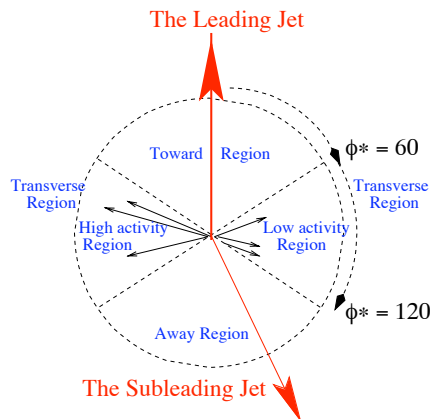 The Leading Jet
ϕ* = 60
Toward Region
Transverse
Region
Transverse
Region
High activity
Region
Low activity
Region
ϕ* = 120
Away Region
The Subleading Jet